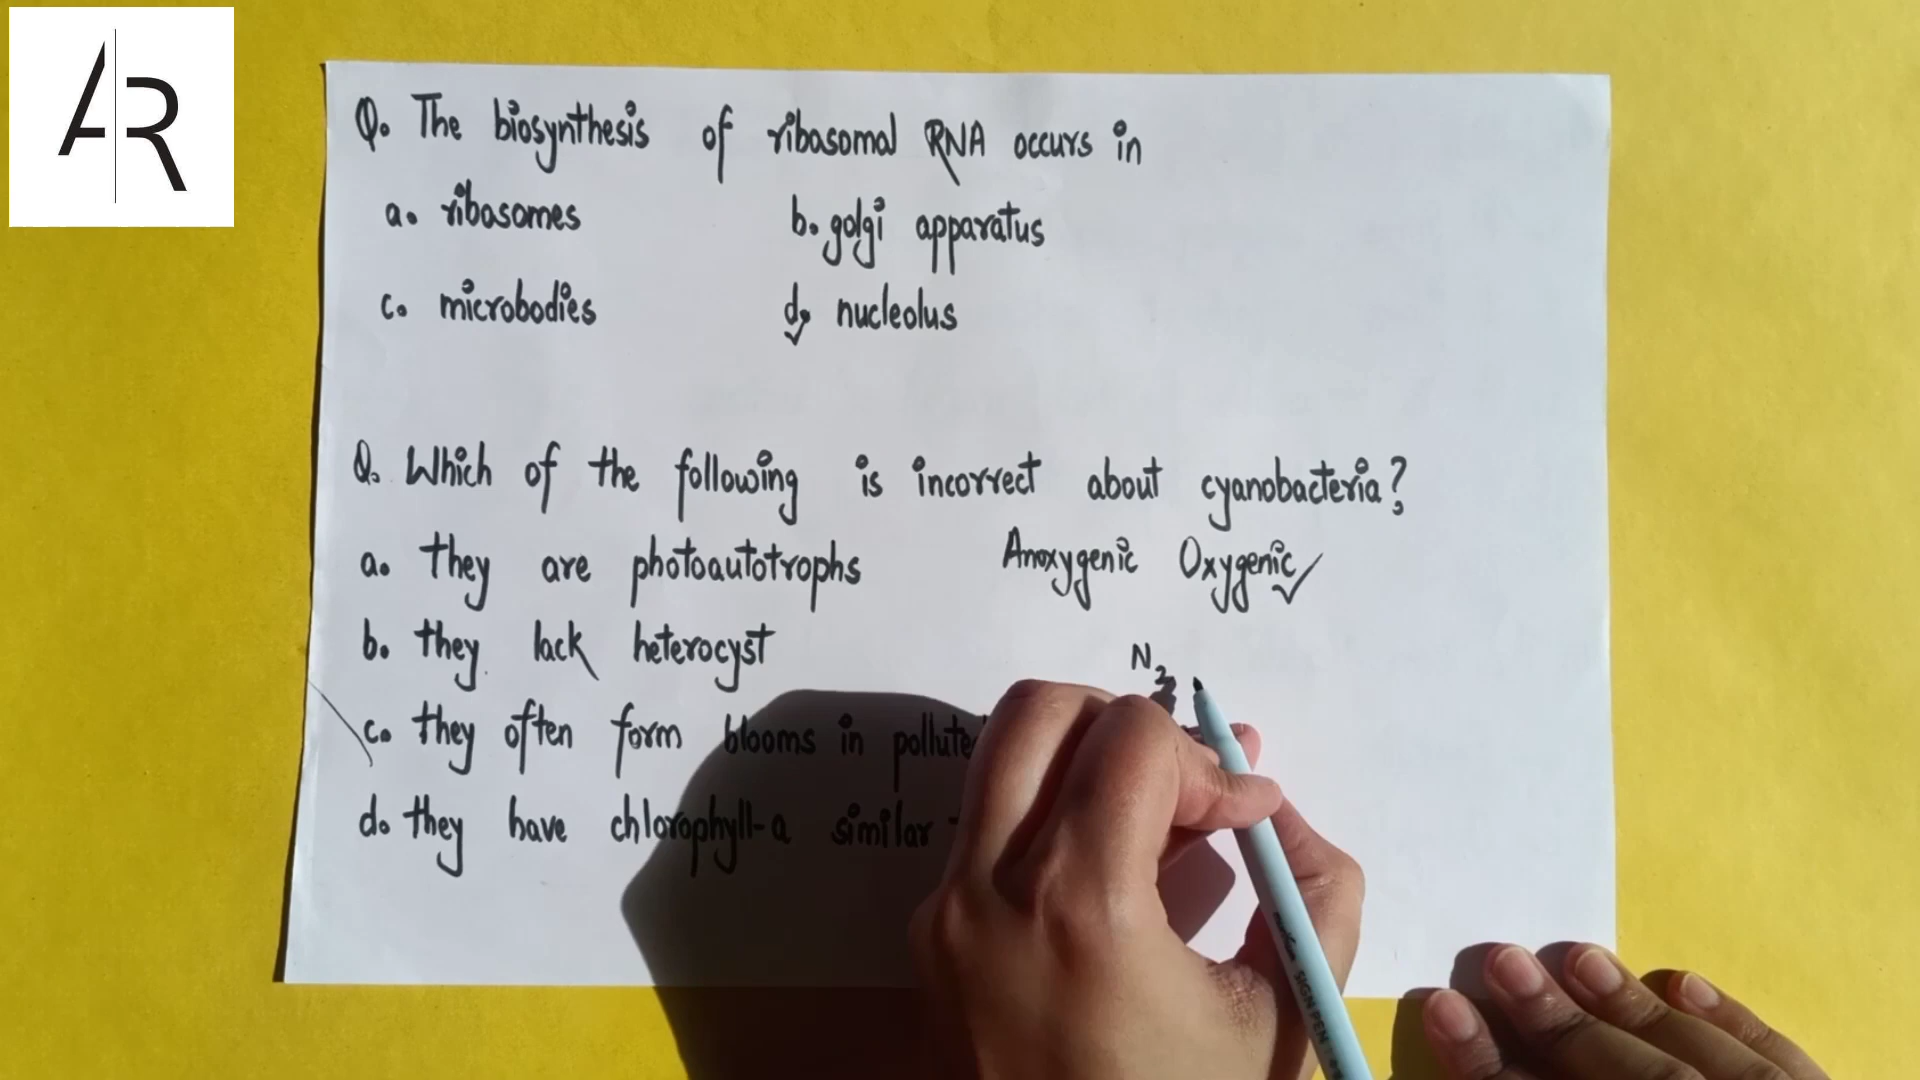 AR
Q. The biosynthesis of ribosomal RNA occurs in
a. ribosomes b. golgi apparatus
c. microbodies d. nucleolus
Q. Which of the following is incorrect about cyanobacteria?
a. they are photoautotrophs Anoxygenic Oxygenic
b. they lack heterocyst N2
c. they often form blooms in
d. they have chlorophyll-a similar
SIGN PEN